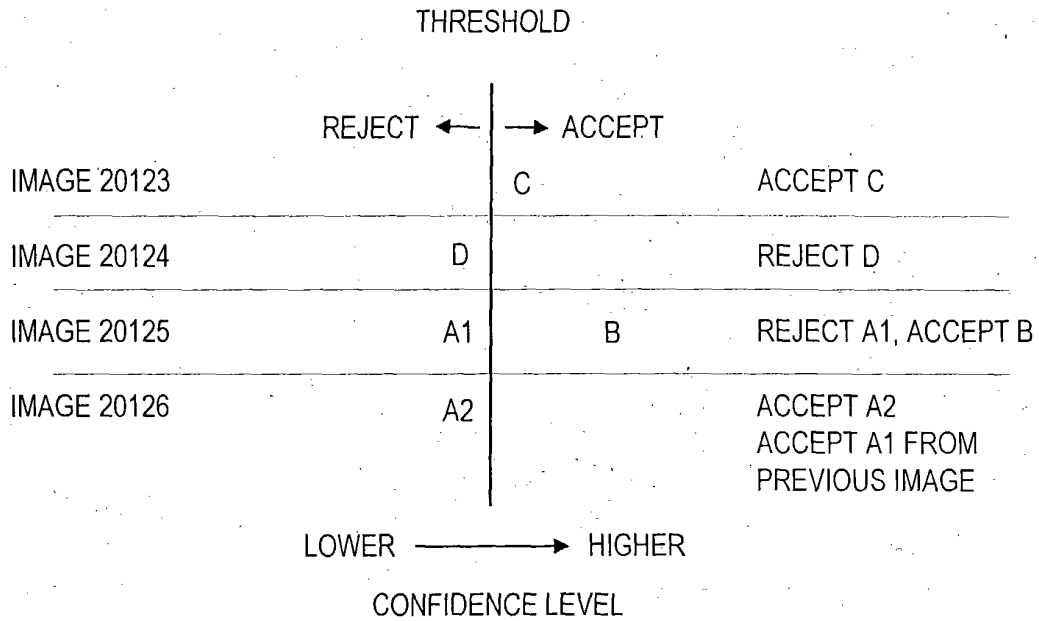 THRESHOLD
REJECT ← → ACCEPT
IMAGE 20123 C ACCEPT C
IMAGE 20124 D REJECT D
IMAGE 20125 A1 B REJECT A1, ACCEPT B
IMAGE 20126 A2 ACCEPT A2
ACCEPT A1 FROM
PREVIOUS IMAGE
LOWER → HIGHER
CONFIDENCE LEVEL